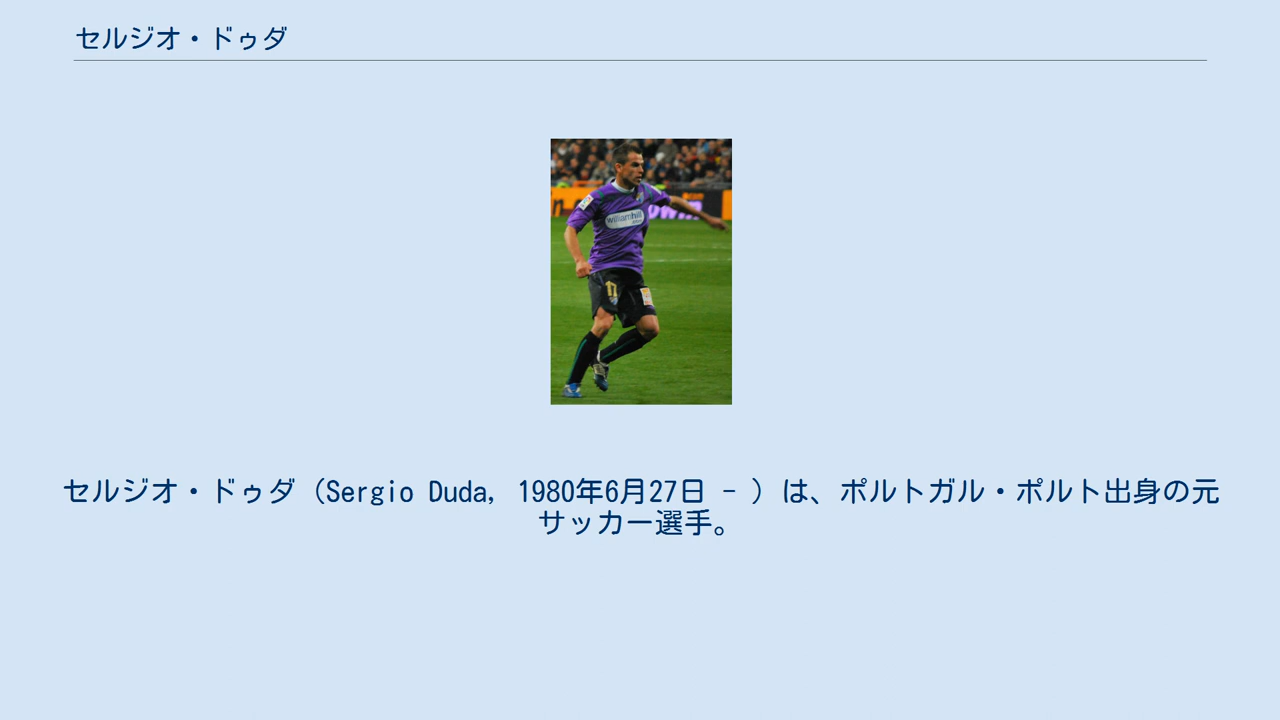 セルジオ・ドゥダ
williamhill
17
セルジオ・ドゥダ（Sergio Duda, 1980年6月27日 - ）は、ポルトガル・ポルト出身の元
サッカー選手。